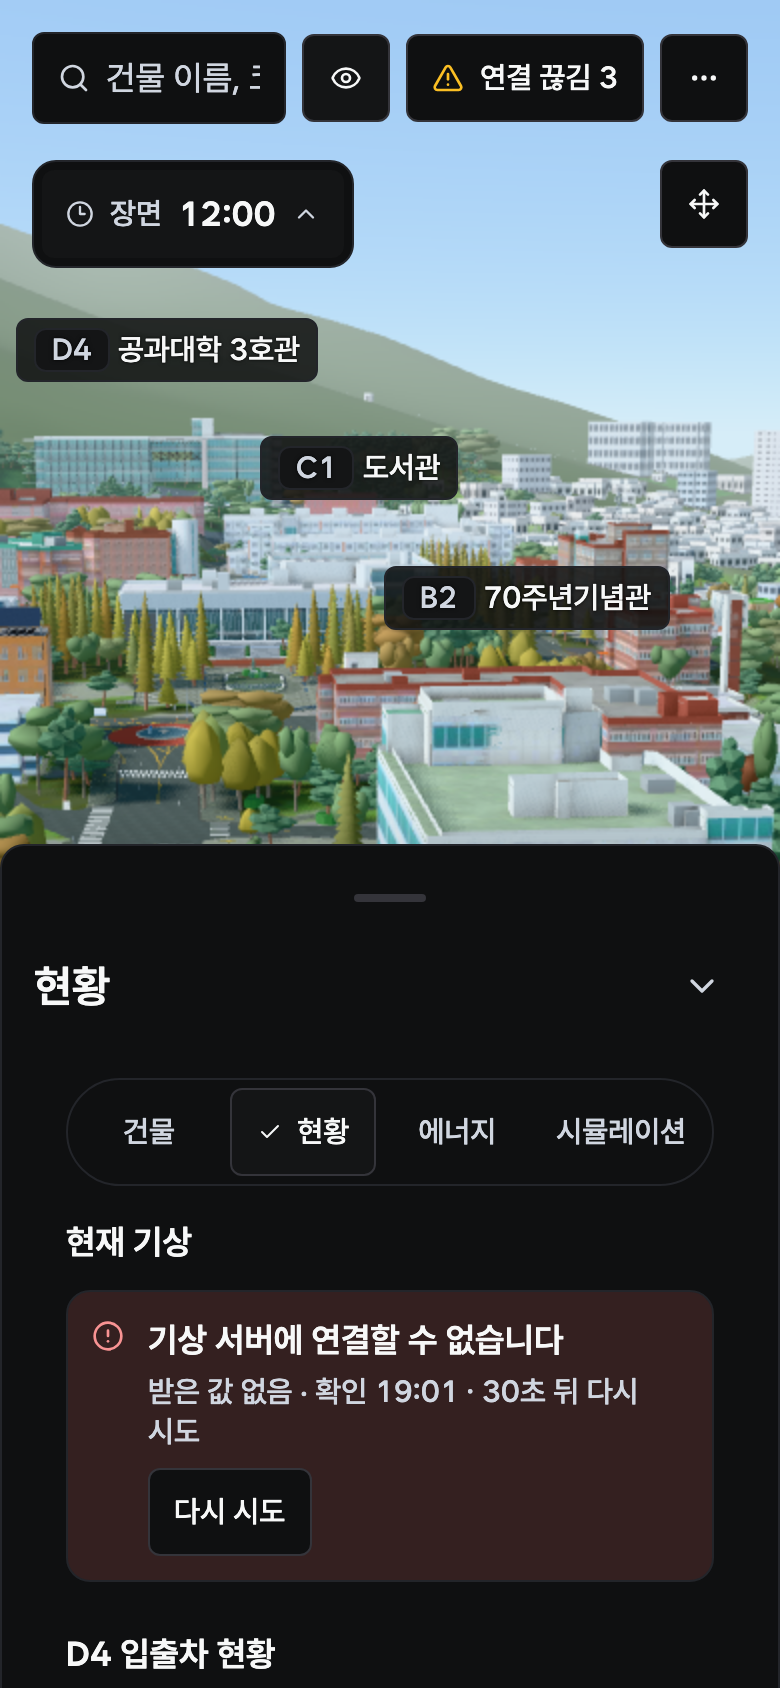 건물 이름,
연결 끊김 3
장면 12:00
D4 공과대학 3호관
C1 도서관
B2 70주년기념관
현황
건물 현황 에너지 시뮬레이션
현재 기상
기상 서버에 연결할 수 없습니다
받은 값 없음 · 확인 19:01 · 30초 뒤 다시
시도
다시 시도
D4 입출차 현황